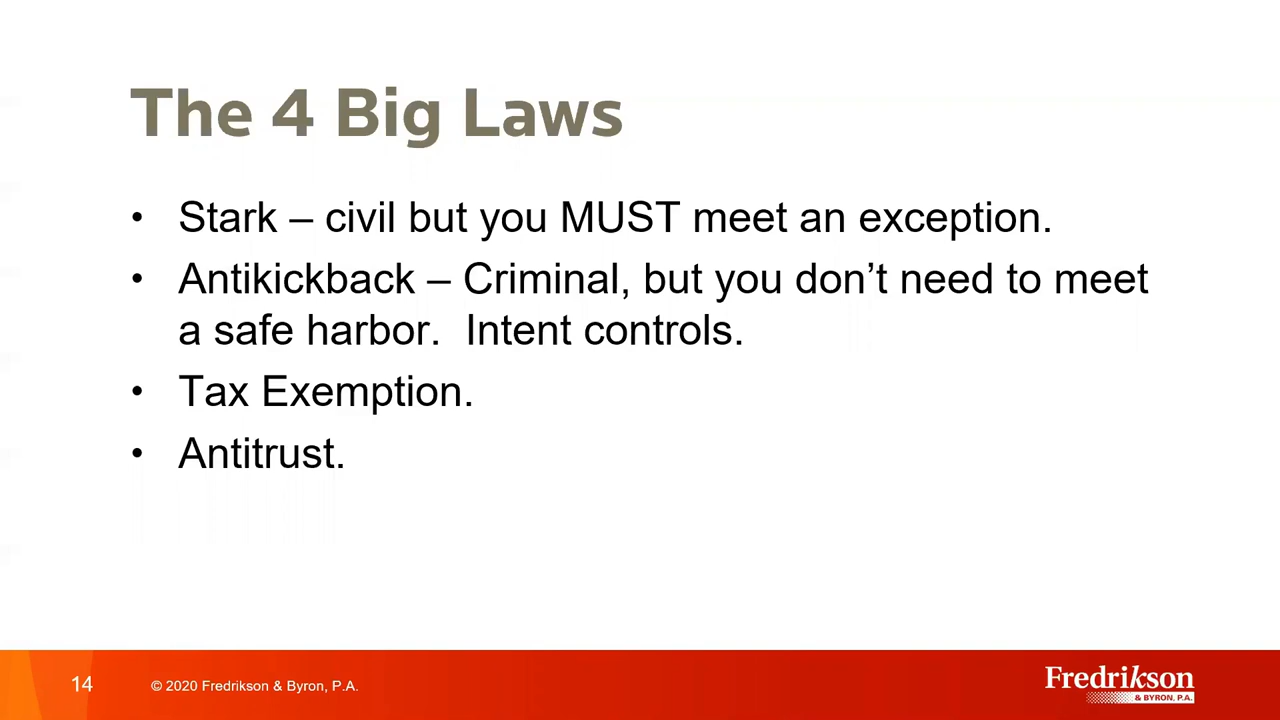 The 4 Big Laws
• Stark – civil but you MUST meet an exception.
• Antikickback – Criminal, but you don’t need to meet
a safe harbor.  Intent controls.
• Tax Exemption.
• Antitrust.
14
© 2020 Fredrikson & Byron, P.A.
Fredrikson
& BYRON, P.A.